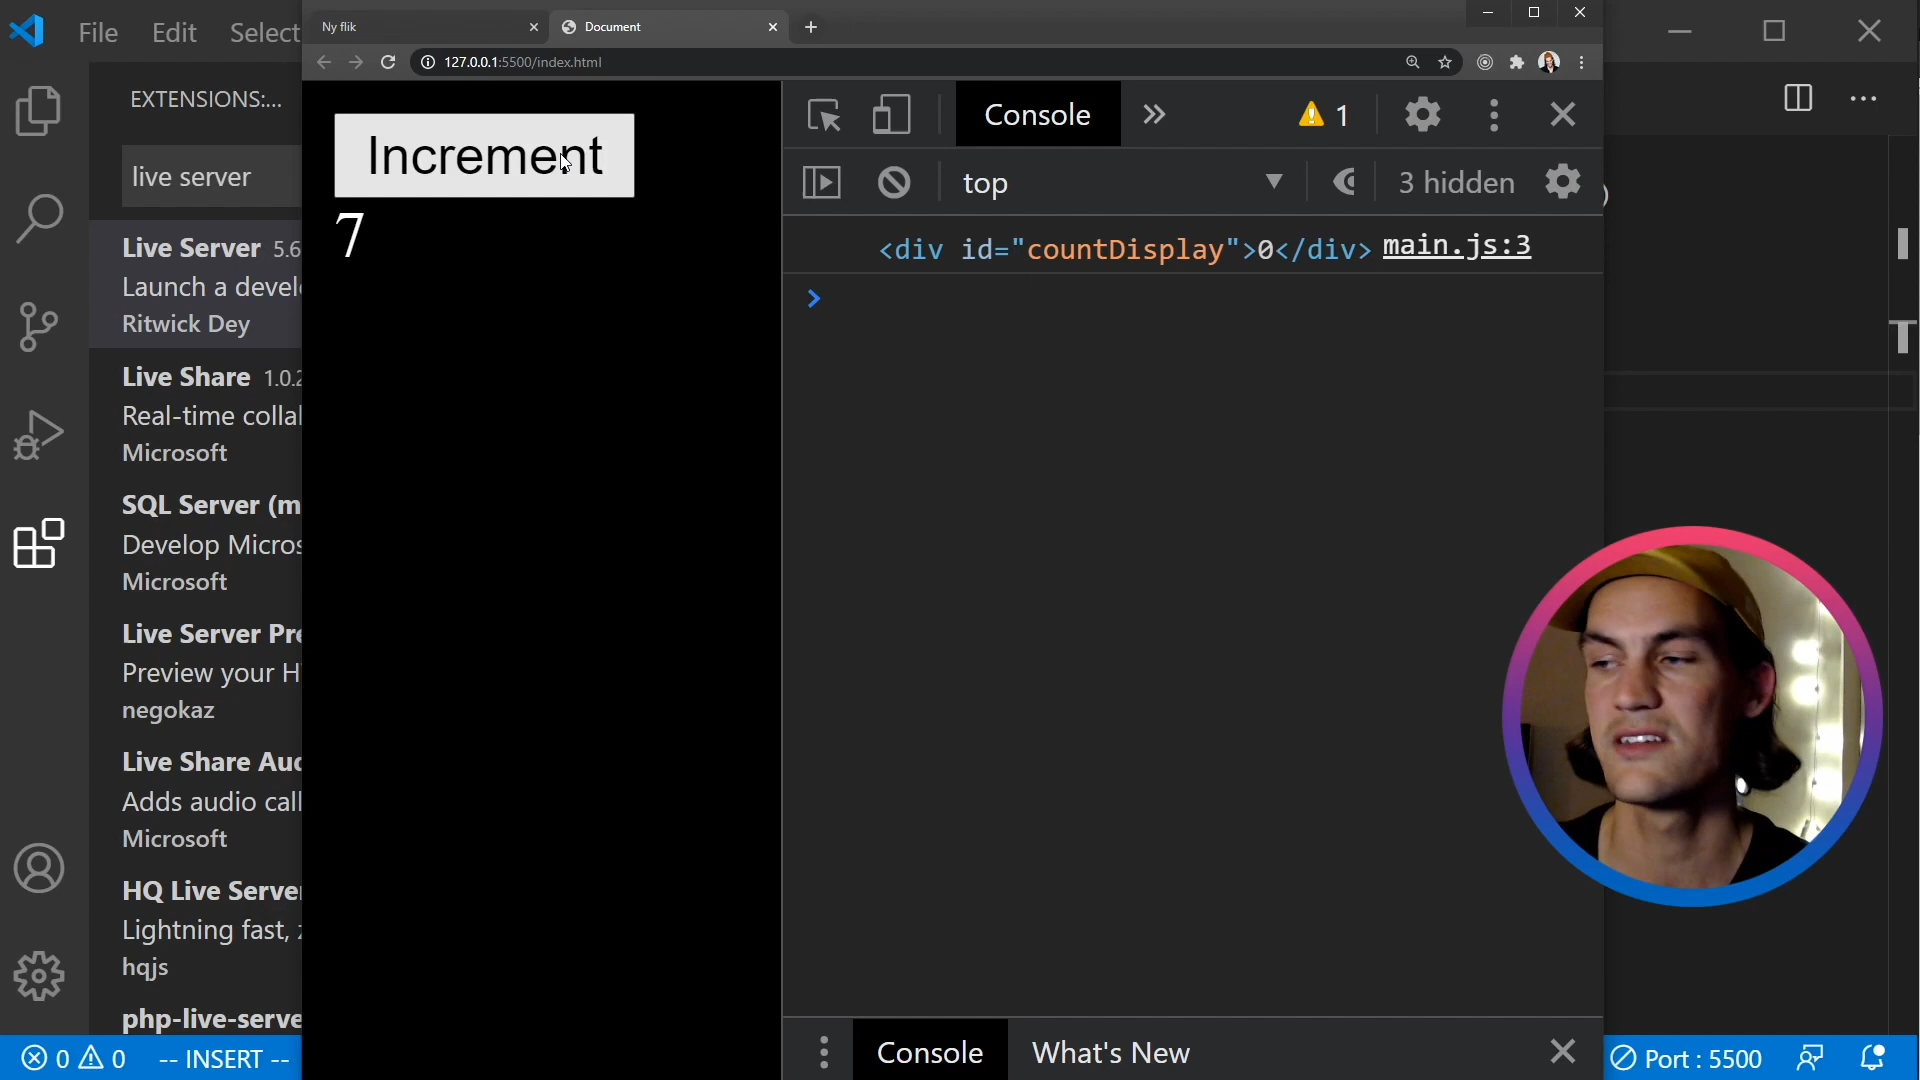 File Edit Select
Ny flik
Document
127.0.0.1:5500/index.html
EXTENSIONS:...
live server
Live Server 5.6
Launch a devel
Ritwick Dey
Live Share 1.0.2
Real-time collal
Microsoft
SQL Server (m
Develop Micros
Microsoft
Live Server Pre
Preview your H
negokaz
Live Share Aud
Adds audio call
Microsoft
HQ Live Server
Lightning fast, z
hqjs
php-live-serve
0 0 -- INSERT --
Increment
7
Console
1
top
3 hidden
<div id="countDisplay">0</div> main.js:3
Console
What's New
Port : 5500